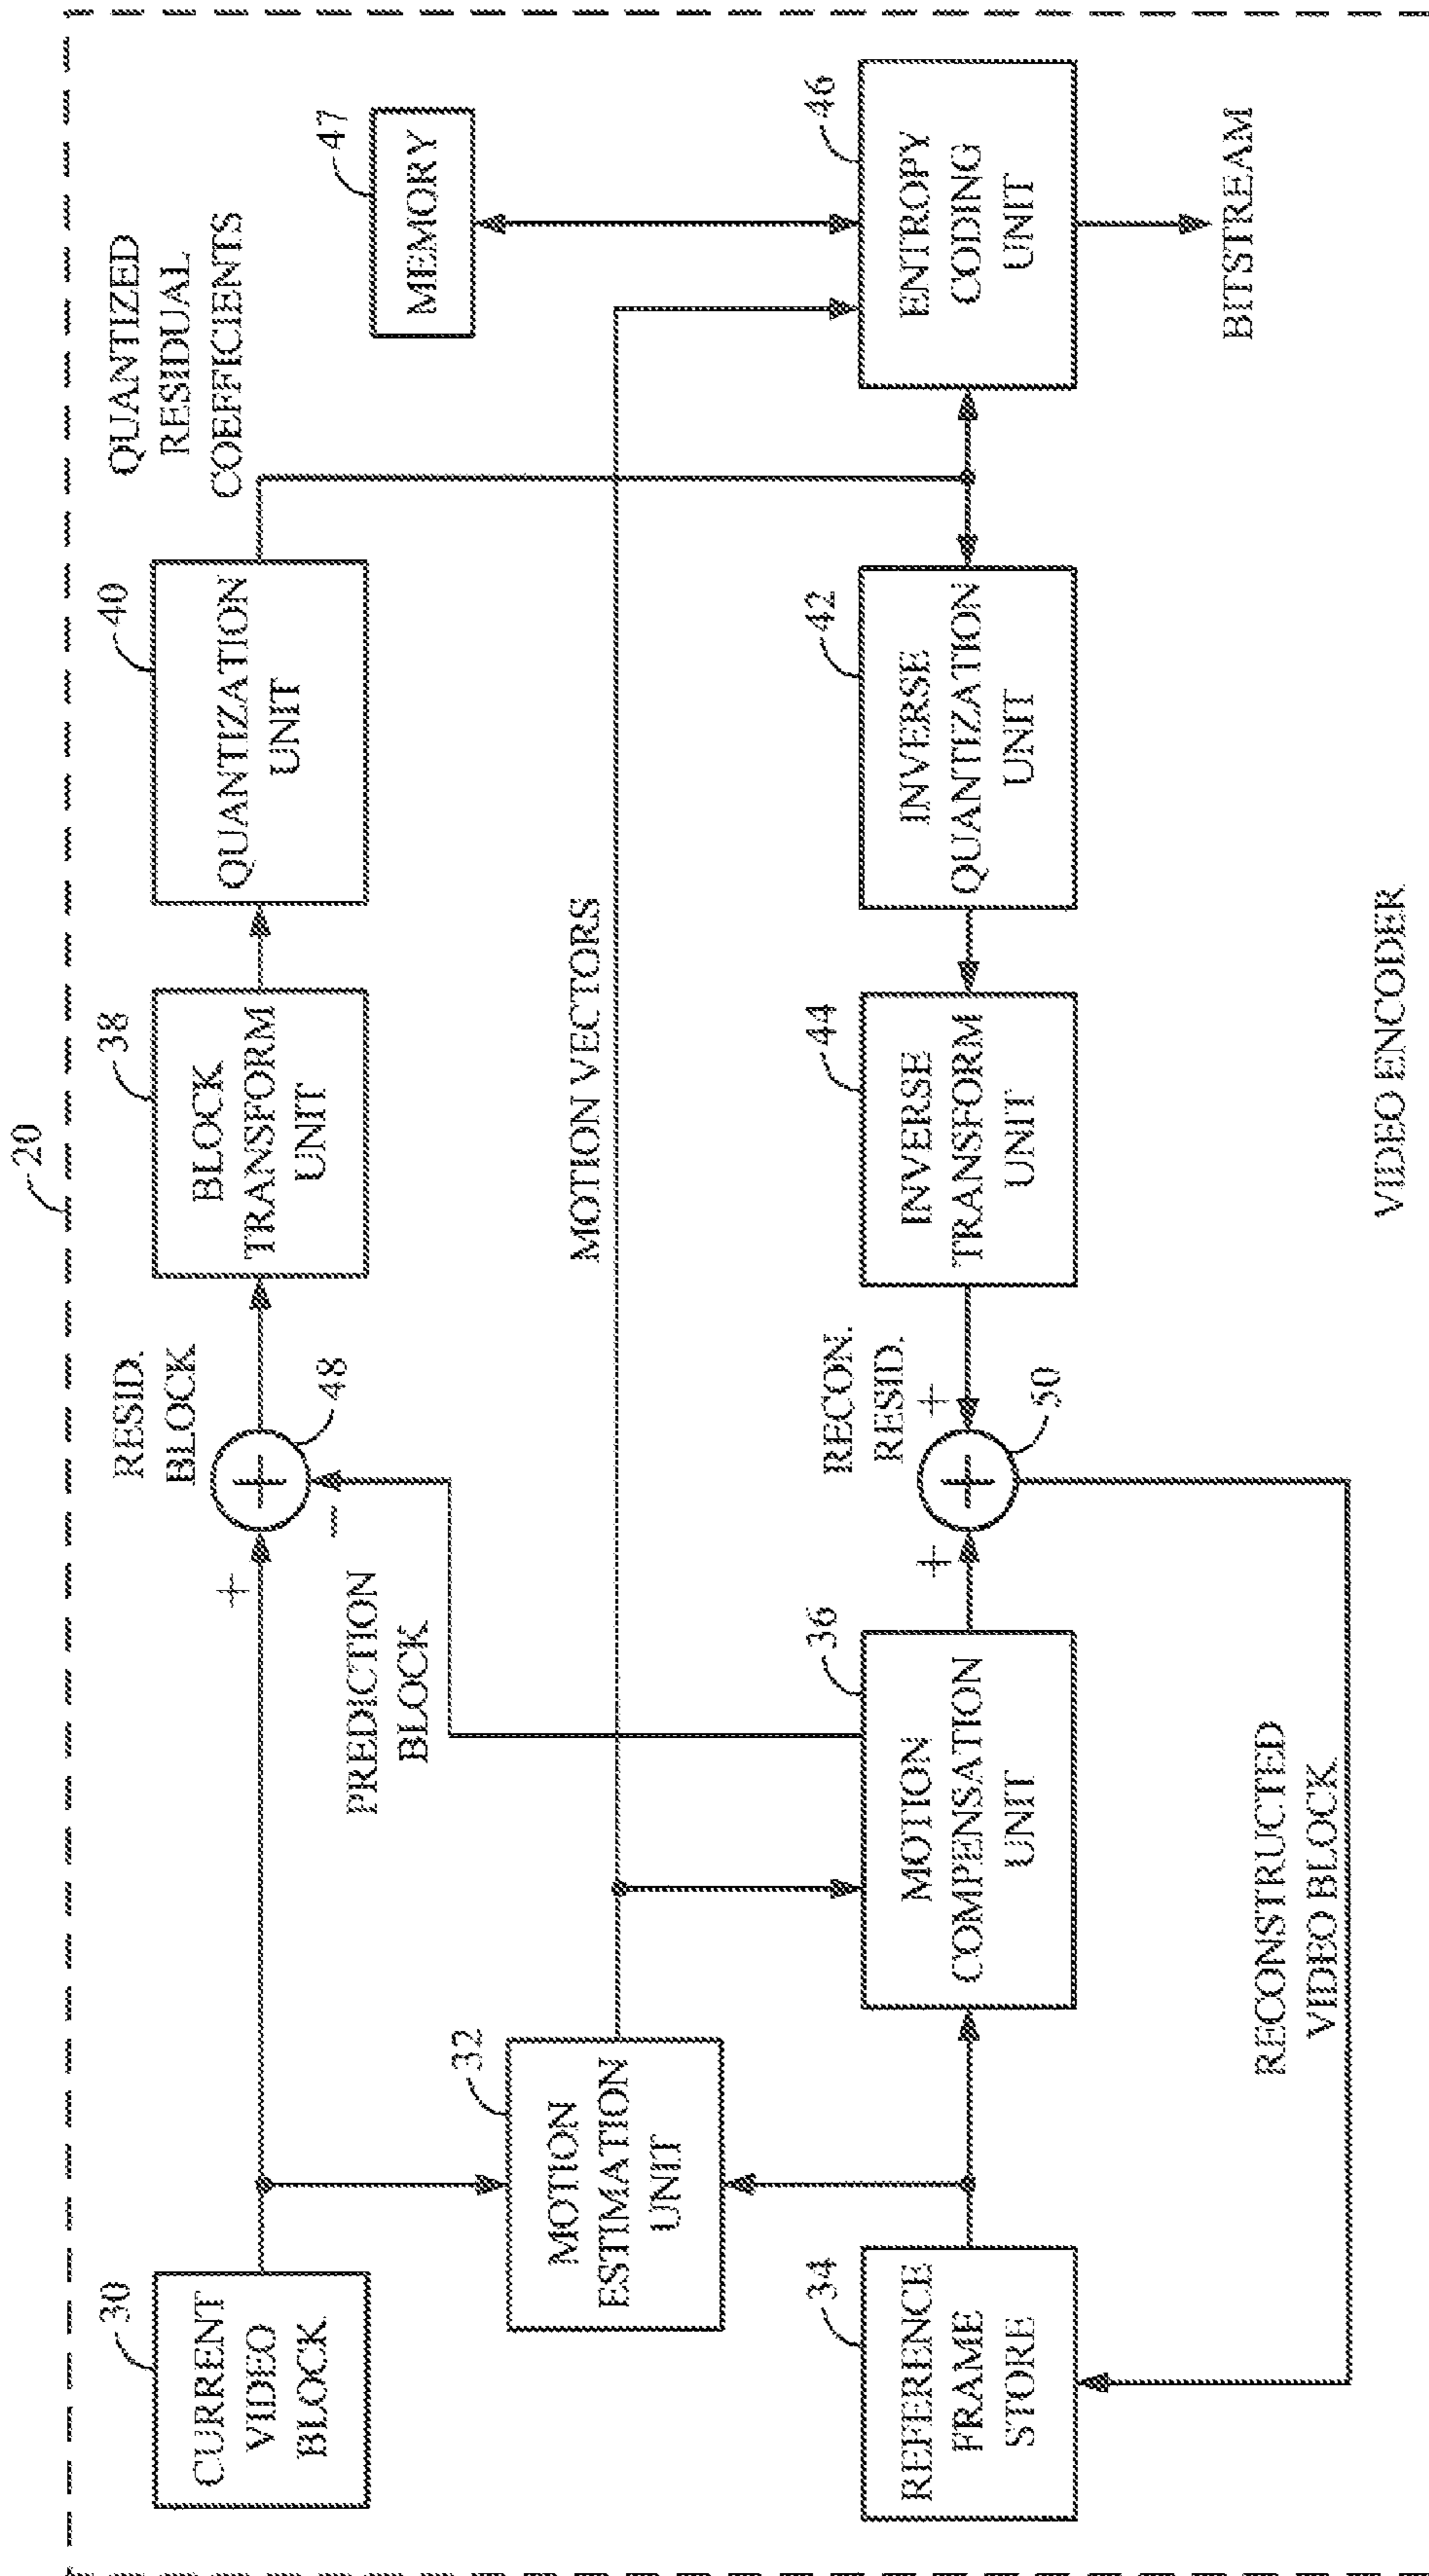 20
30
CURRENT
VIDEO
BLOCK
+
–
48
RESID.
BLOCK
38
BLOCK
TRANSFORM
UNIT
40
QUANTIZATION
UNIT
QUANTIZED
RESIDUAL
COEFFICIENTS
47
MEMORY
PREDICTION
BLOCK
32
MOTION
ESTIMATION
UNIT
MOTION VECTORS
34
REFERENCE
FRAME
STORE
36
MOTION
COMPENSATION
UNIT
+
+
50
RECON.
RESID.
44
INVERSE
TRANSFORM
UNIT
42
INVERSE
QUANTIZATION
UNIT
46
ENTROPY
CODING
UNIT
RECONSTRUCTED
VIDEO BLOCK
BITSTREAM
VIDEO ENCODER